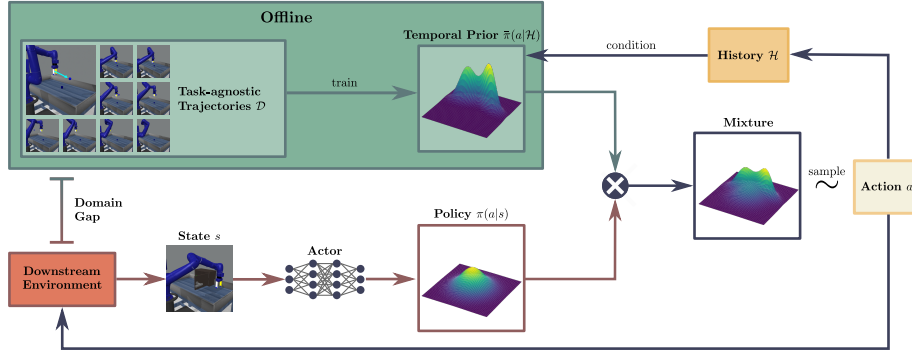 Offline
Temporal Prior π̄(a|ℋ)
condition
History ℋ
Task-agnostic
Trajectories 𝒟
train
Mixture
sample
∼
Action a
Domain
Gap
Policy π(a|s)
State s
Actor
Downstream
Environment